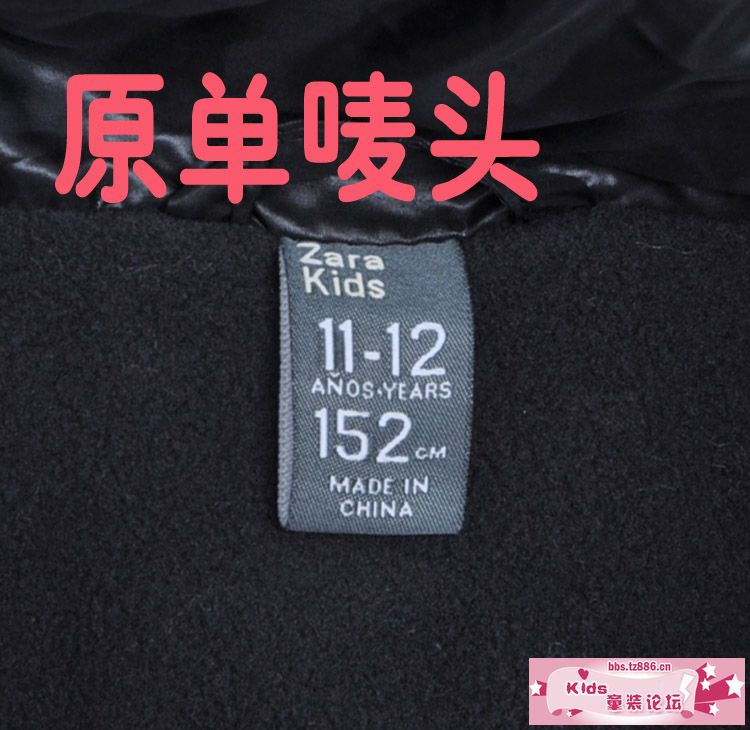 原单唛头
Zara
Kids
11-12
AÑOS·YEARS
152 CM
MADE IN
CHINA
bbs.tz886.cn
Kids
童装论坛